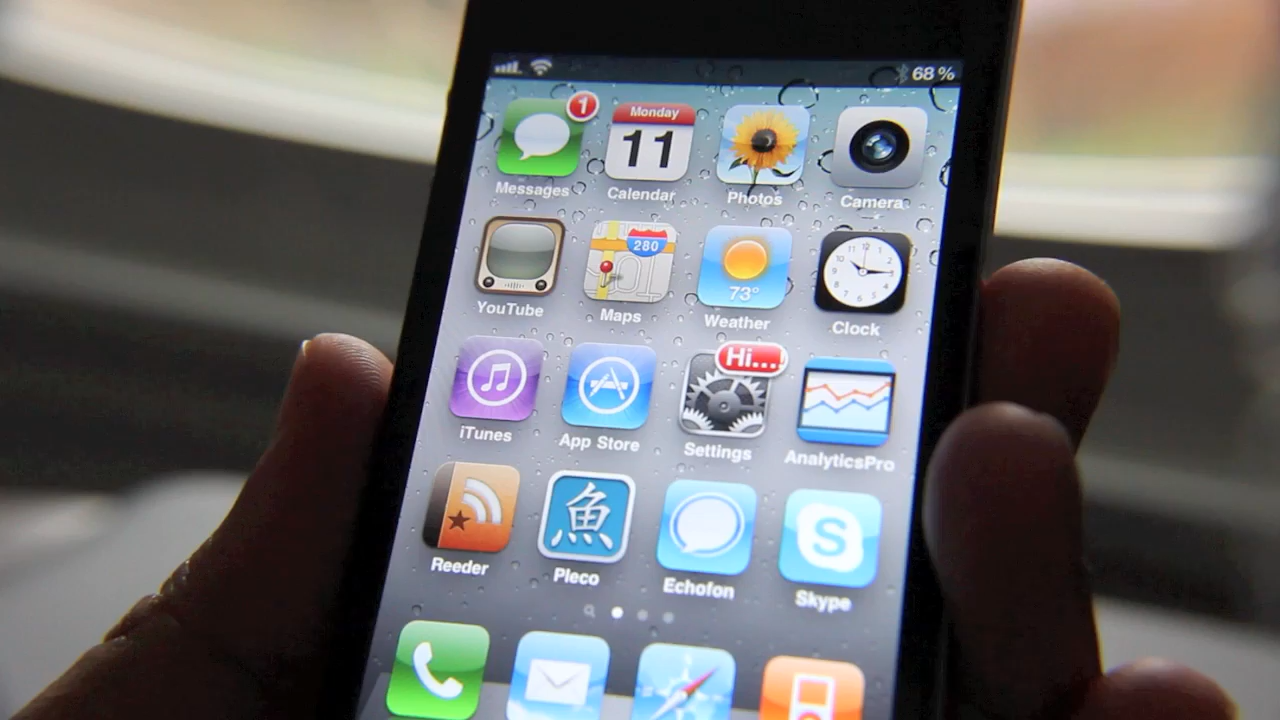 68 %
1
Monday
11
Messages
Calendar
Photos
Camera
280
73°
YouTube
Maps
Weather
Clock
Hi...
iTunes
App Store
Settings
AnalyticsPro
魚
S
Reeder
Pleco
Echofon
Skype